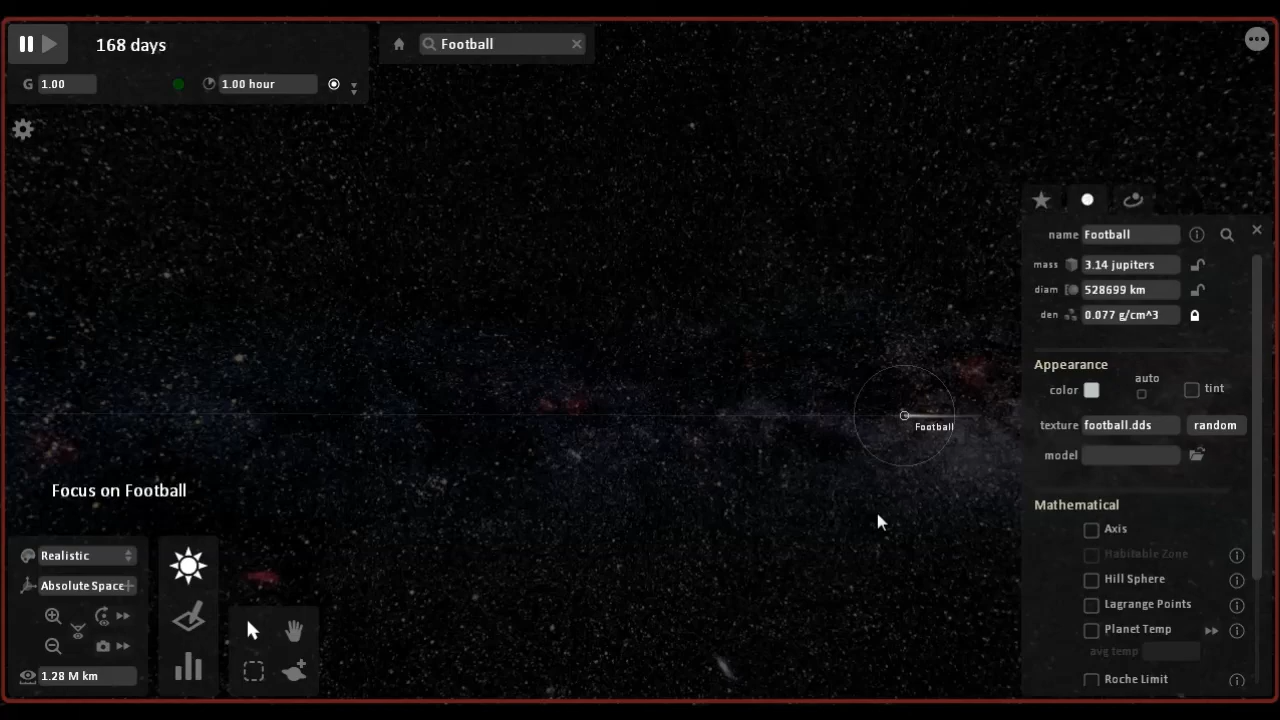 168 days
Football
G 1.00
1.00 hour
name Football
mass 3.14 jupiters
diam 528699 km
den 0.077 g/cm^3
Appearance
color
auto
tint
texture football.dds random
model
Football
Focus on Football
Mathematical
Axis
Habitable Zone
Hill Sphere
Lagrange Points
Planet Temp
avg temp
Roche Limit
Realistic
Absolute Space
1.28 M km